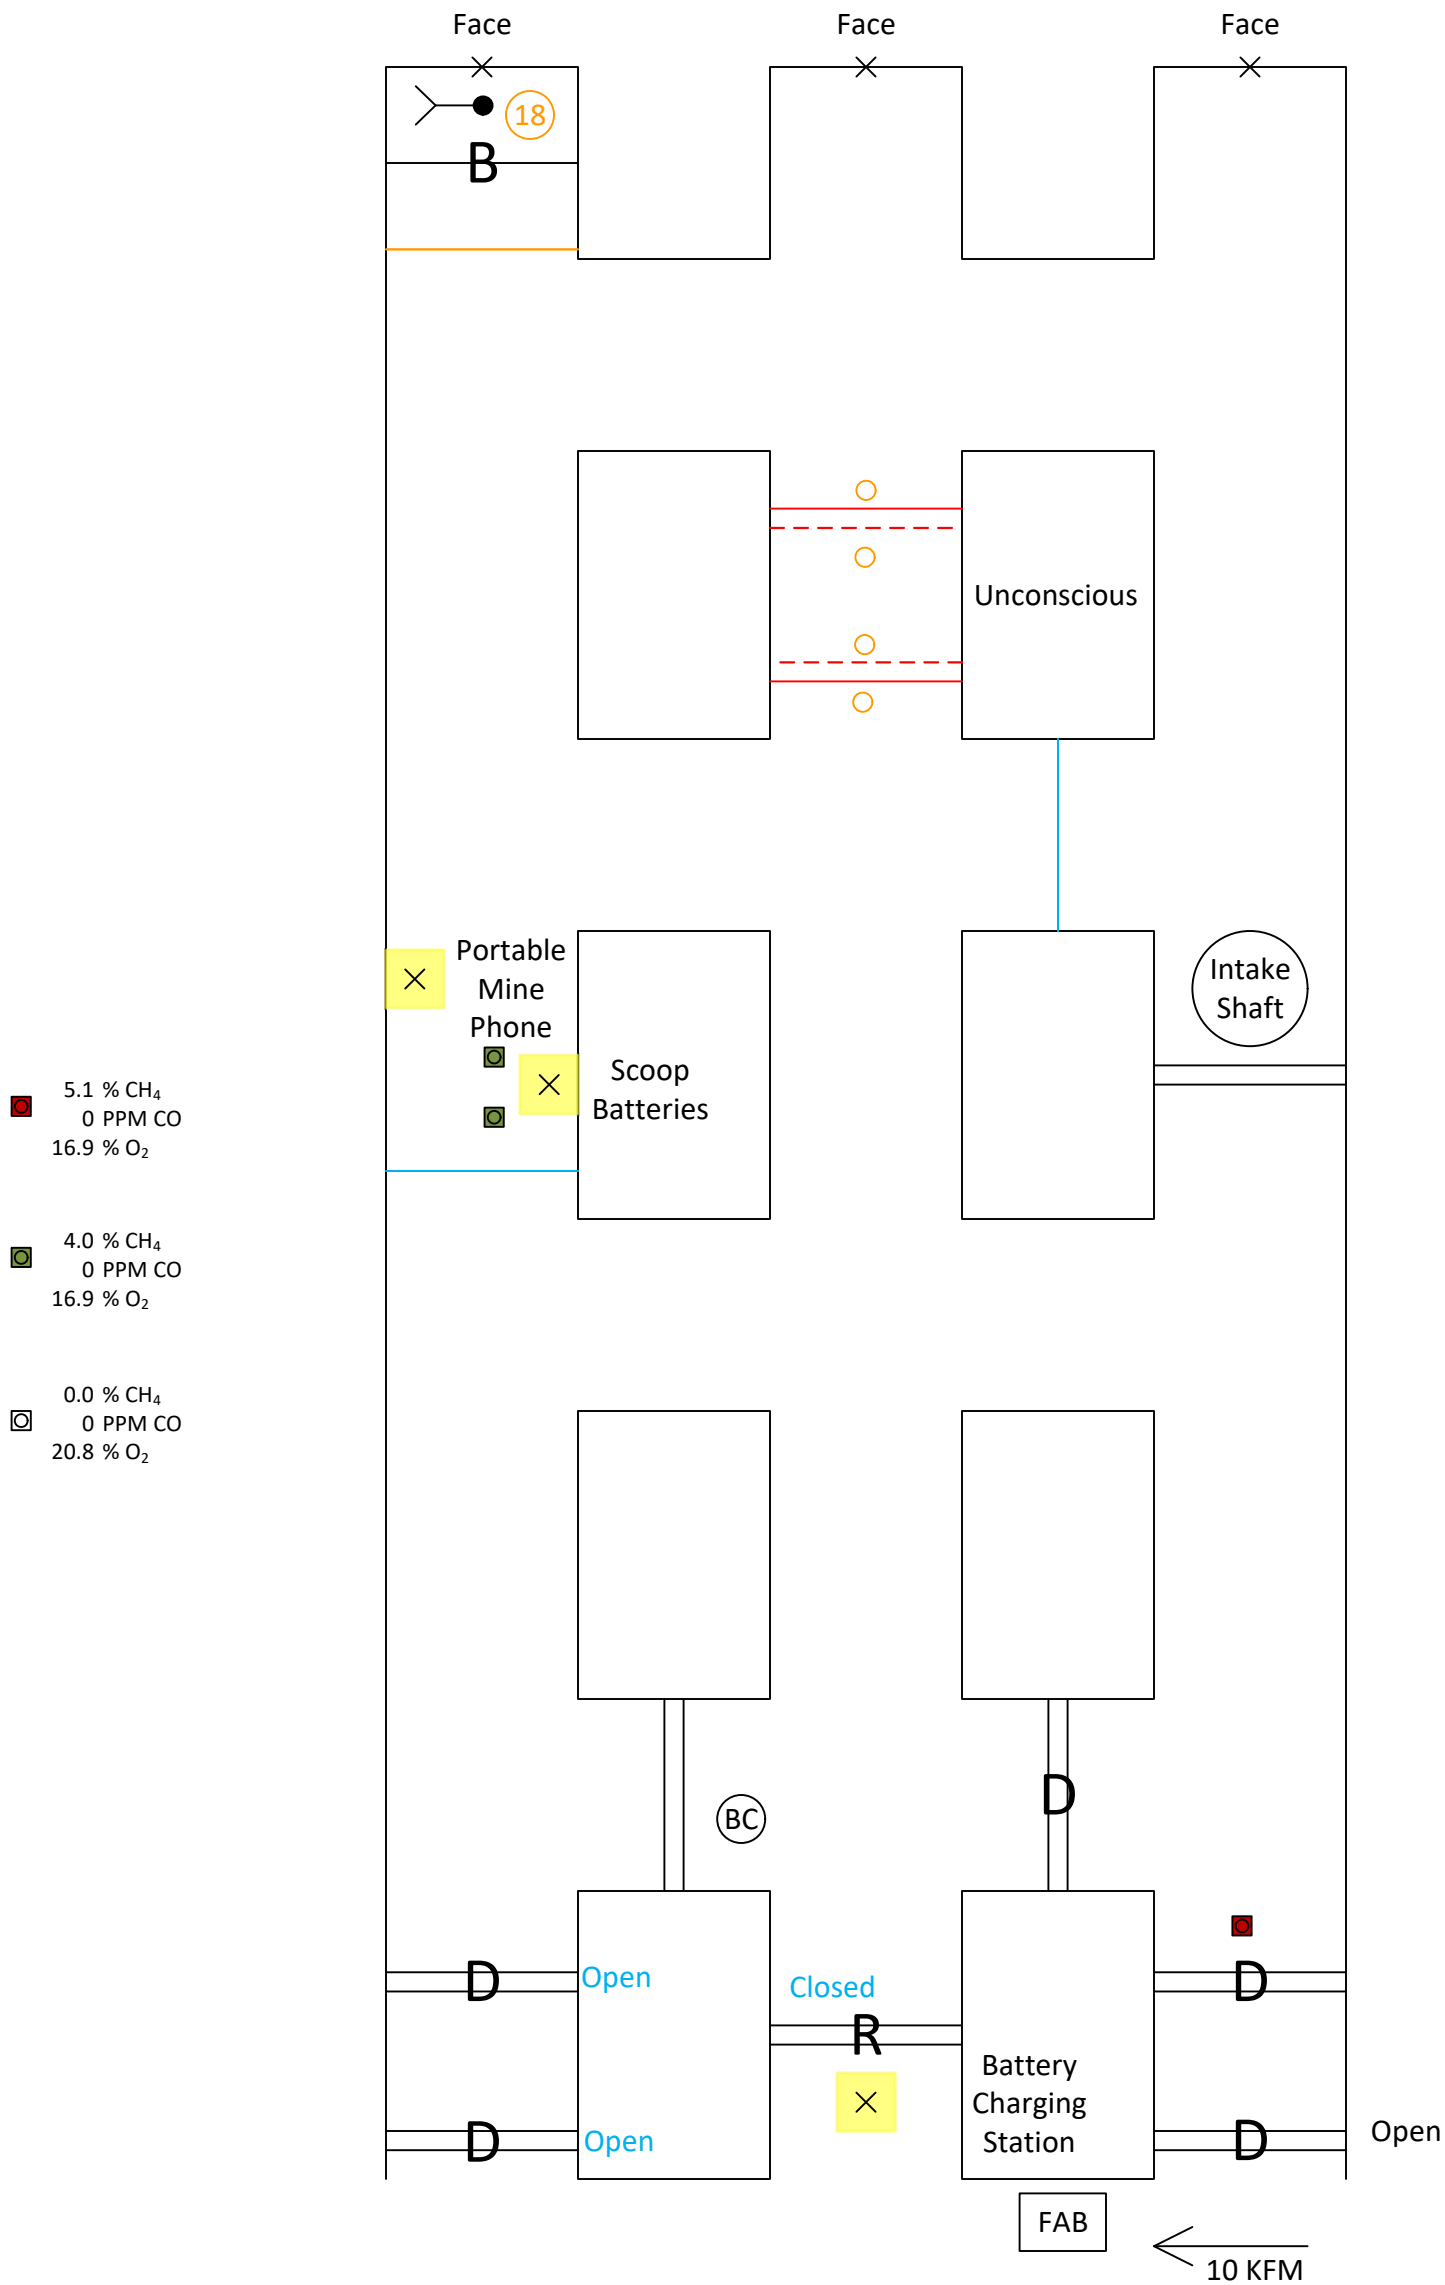 Face
Face
Face
18
B
Unconscious
Portable
Mine
Phone
Scoop
Batteries
Intake
Shaft
5.1 % CH₄
0 PPM CO
16.9 % O₂
4.0 % CH₄
0 PPM CO
16.9 % O₂
0.0 % CH₄
0 PPM CO
20.8 % O₂
BC
D
D
Open
Closed
R
D
Battery
Charging
Station
D
Open
D
Open
FAB
10 KFM